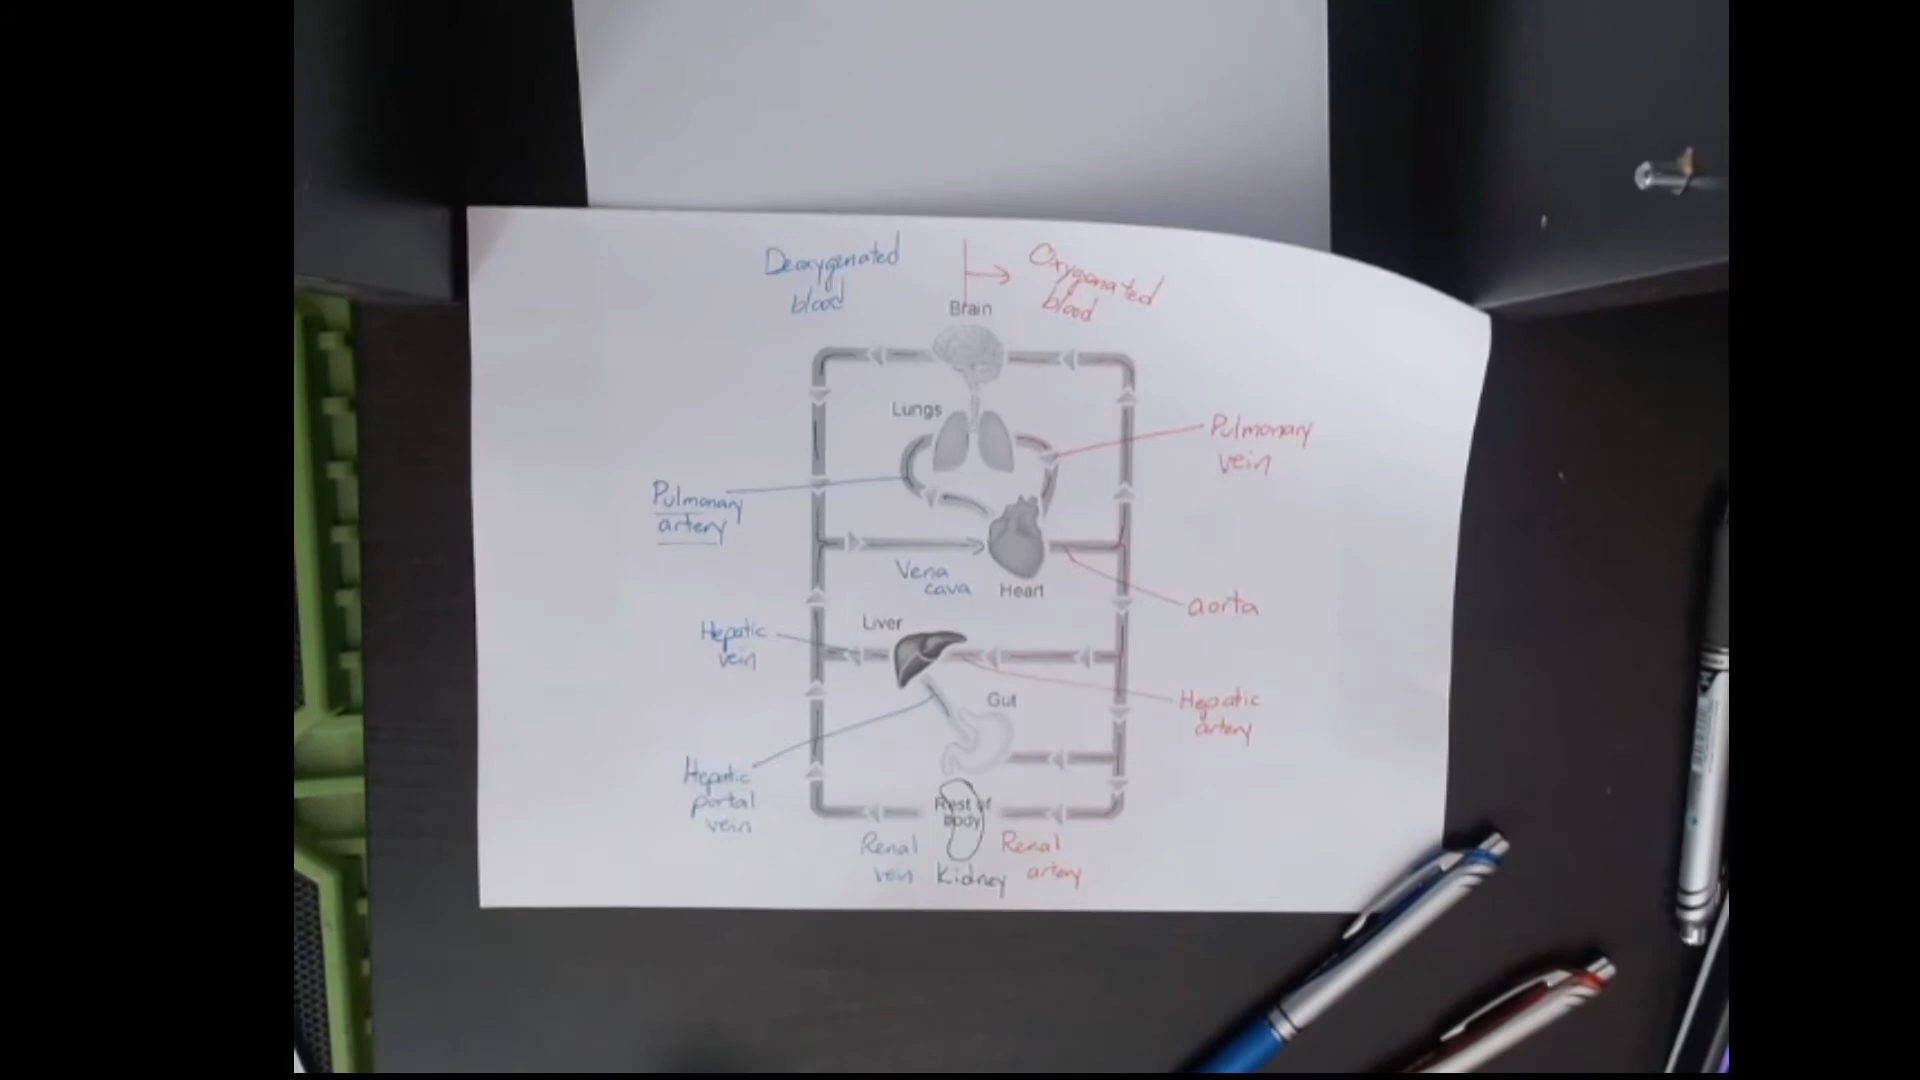 Deoxygenated
blood
Oxygenated
blood
Brain
Lungs
Pulmonary
vein
Pulmonary
artery
Vena
cava
Heart
aorta
Hepatic
vein
Liver
Gut
Hepatic
artery
Hepatic
portal
vein
Rest of
body
Renal
vein
Kidney
Renal
artery